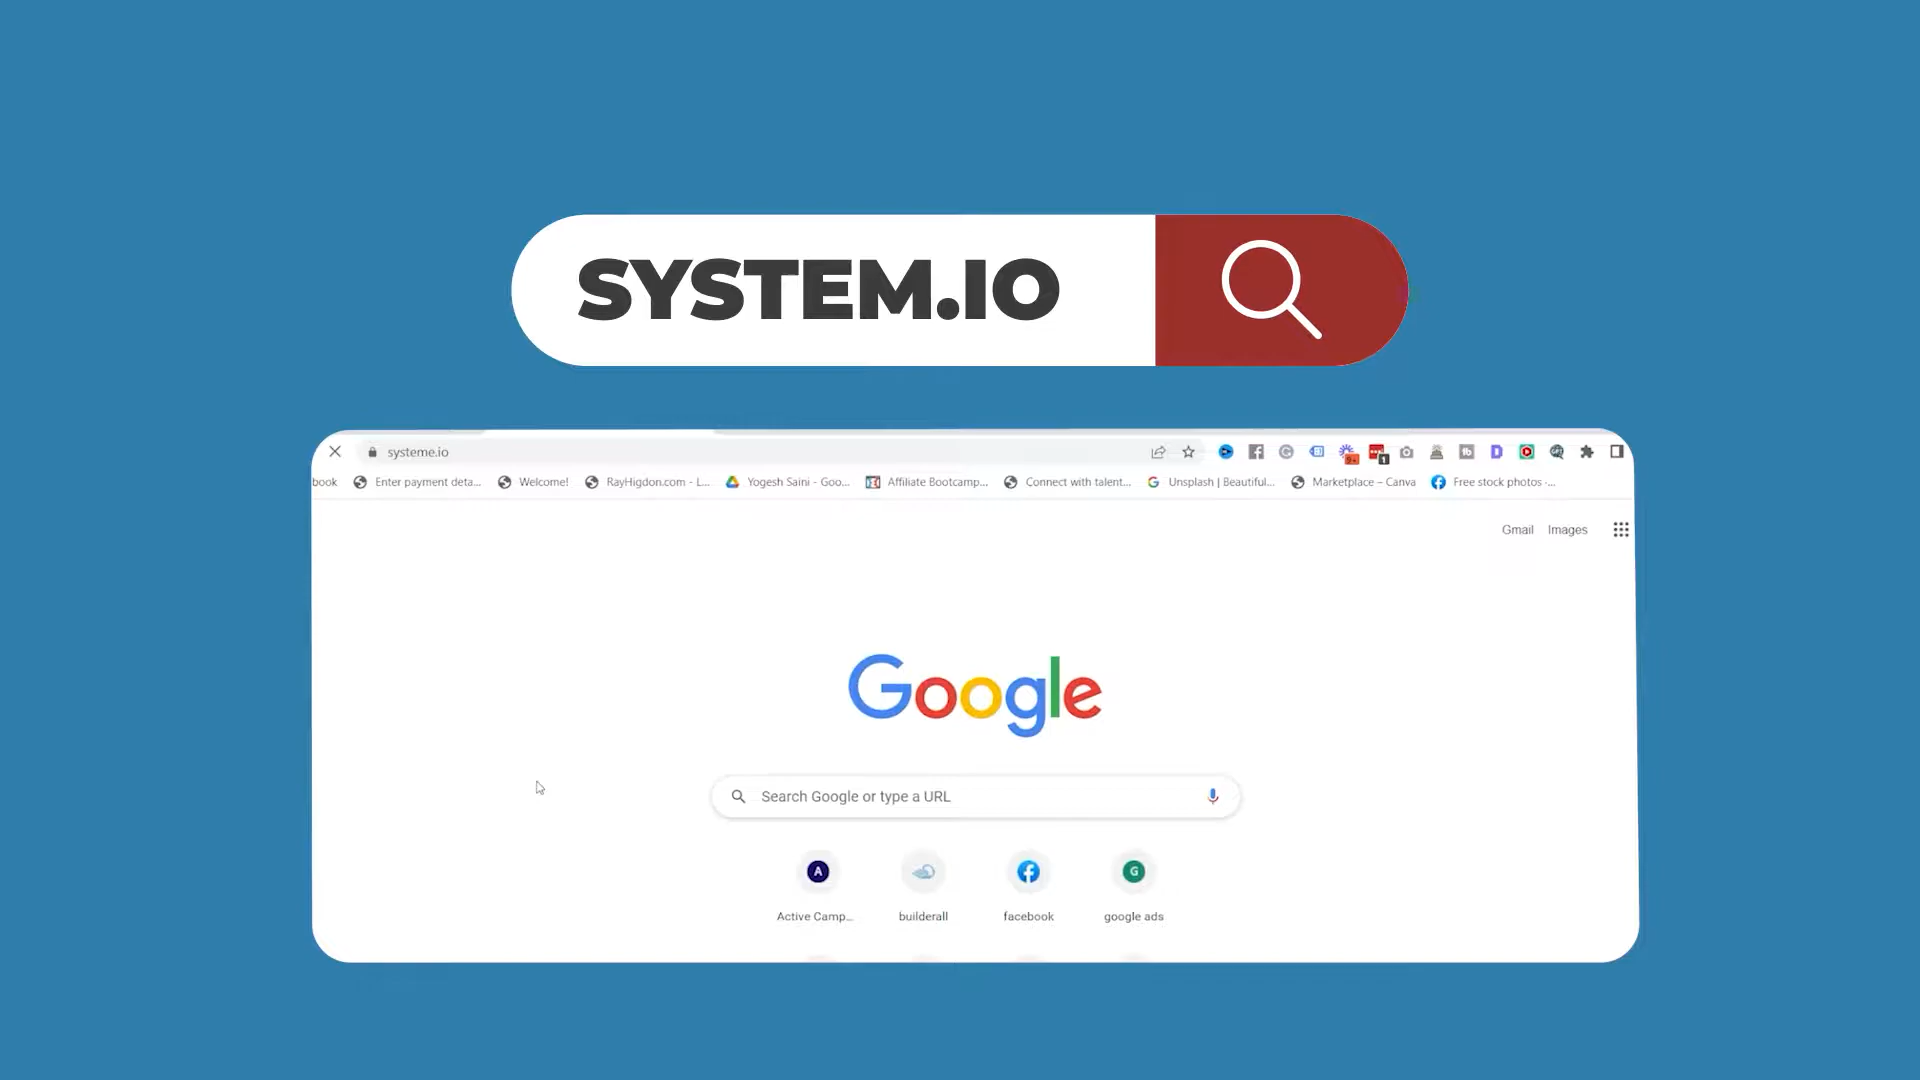 SYSTEM.IO
systeme.io
9+
1
book
Enter payment deta...
Welcome!
RayHigdon.com - L...
Yogesh Saini - Goo...
Affiliate Bootcamp...
Connect with talent...
Unsplash | Beautiful...
Marketplace – Canva
Free stock photos ·...
Gmail
Images
Google
Search Google or type a URL
A
G
Active Camp...
builderall
facebook
google ads